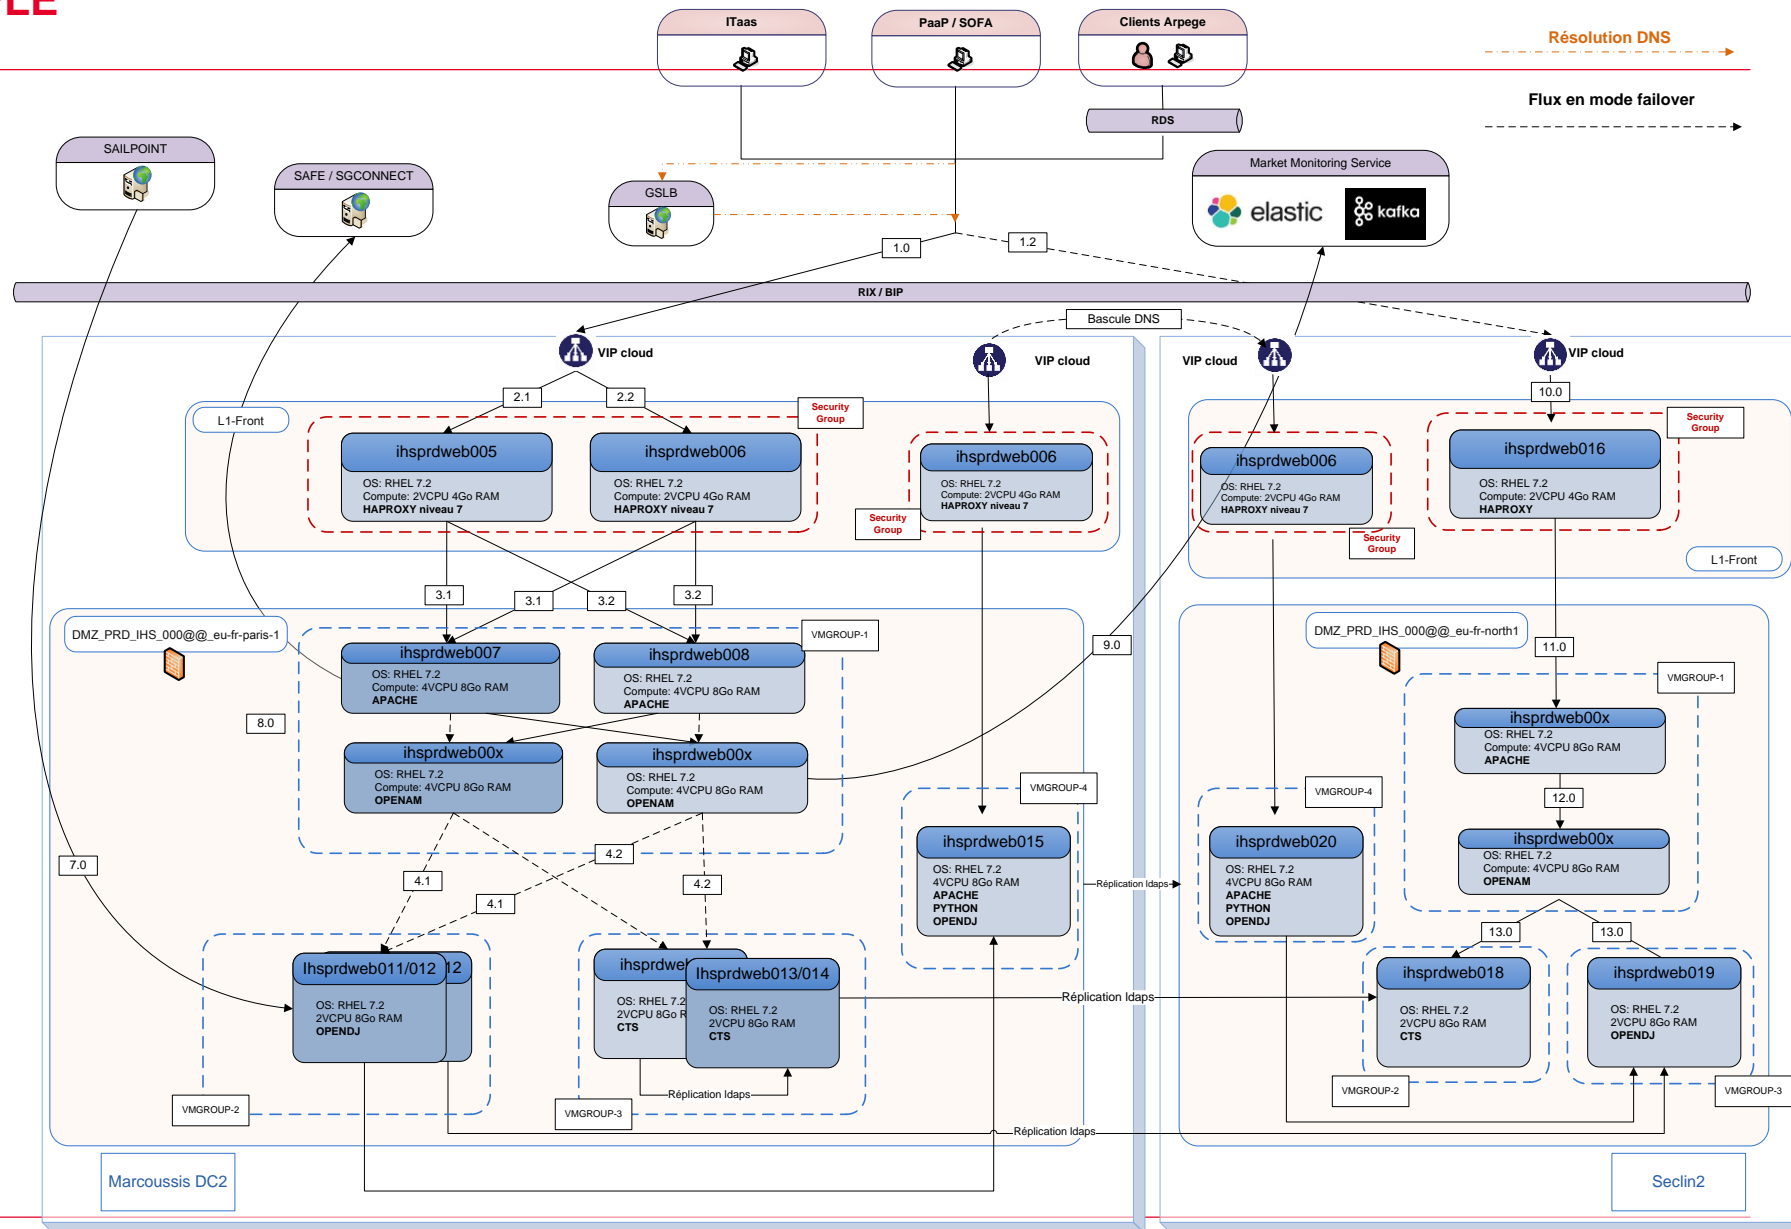 ITaas
PaaP / SOFA
Clients Arpege
Résolution DNS
Flux en mode failover
RDS
SAILPOINT
SAFE / SGCONNECT
GSLB
Market Monitoring Service
elastic
kafka
1.0
1.2
RIX / BIP
Bascule DNS
VIP cloud
VIP cloud
VIP cloud
VIP cloud
2.1
2.2
10.0
L1-Front
Security
Group
Security
Group
ihsprdweb005
OS: RHEL 7.2
Compute: 2VCPU 4Go RAM
HAPROXY niveau 7
ihsprdweb006
OS: RHEL 7.2
Compute: 2VCPU 4Go RAM
HAPROXY niveau 7
ihsprdweb006
OS: RHEL 7.2
Compute: 2VCPU 4Go RAM
HAPROXY niveau 7
Security
Group
ihsprdweb006
OS: RHEL 7.2
Compute: 2VCPU 4Go RAM
HAPROXY niveau 7
Security
Group
ihsprdweb016
OS: RHEL 7.2
Compute: 2VCPU 4Go RAM
HAPROXY
L1-Front
3.1
3.1
3.2
3.2
DMZ_PRD_IHS_000@@_eu-fr-paris-1
VMGROUP-1
9.0
DMZ_PRD_IHS_000@@_eu-fr-north1
11.0
VMGROUP-1
ihsprdweb007
OS: RHEL 7.2
Compute: 4VCPU 8Go RAM
APACHE
ihsprdweb008
OS: RHEL 7.2
Compute: 4VCPU 8Go RAM
APACHE
8.0
ihsprdweb00x
OS: RHEL 7.2
Compute: 4VCPU 8Go RAM
OPENAM
ihsprdweb00x
OS: RHEL 7.2
Compute: 4VCPU 8Go RAM
OPENAM
ihsprdweb00x
OS: RHEL 7.2
Compute: 4VCPU 8Go RAM
APACHE
12.0
ihsprdweb00x
OS: RHEL 7.2
Compute: 4VCPU 8Go RAM
OPENAM
VMGROUP-4
ihsprdweb015
OS: RHEL 7.2
4VCPU 8Go RAM
APACHE
PYTHON
OPENDJ
Réplication ldaps
VMGROUP-4
ihsprdweb020
OS: RHEL 7.2
4VCPU 8Go RAM
APACHE
PYTHON
OPENDJ
7.0
4.2
4.1
4.2
4.1
13.0
13.0
Ihsprdweb011/012
12
OS: RHEL 7.2
2VCPU 8Go RAM
OPENDJ
VMGROUP-2
ihsprdwe
OS: RHEL 7.2
2VCPU 8Go R
CTS
Ihsprdweb013/014
OS: RHEL 7.2
2VCPU 8Go RAM
CTS
Réplication ldaps
VMGROUP-3
Réplication ldaps
Réplication ldaps
ihsprdweb018
OS: RHEL 7.2
2VCPU 8Go RAM
CTS
VMGROUP-2
ihsprdweb019
OS: RHEL 7.2
2VCPU 8Go RAM
OPENDJ
VMGROUP-3
Marcoussis DC2
Seclin2